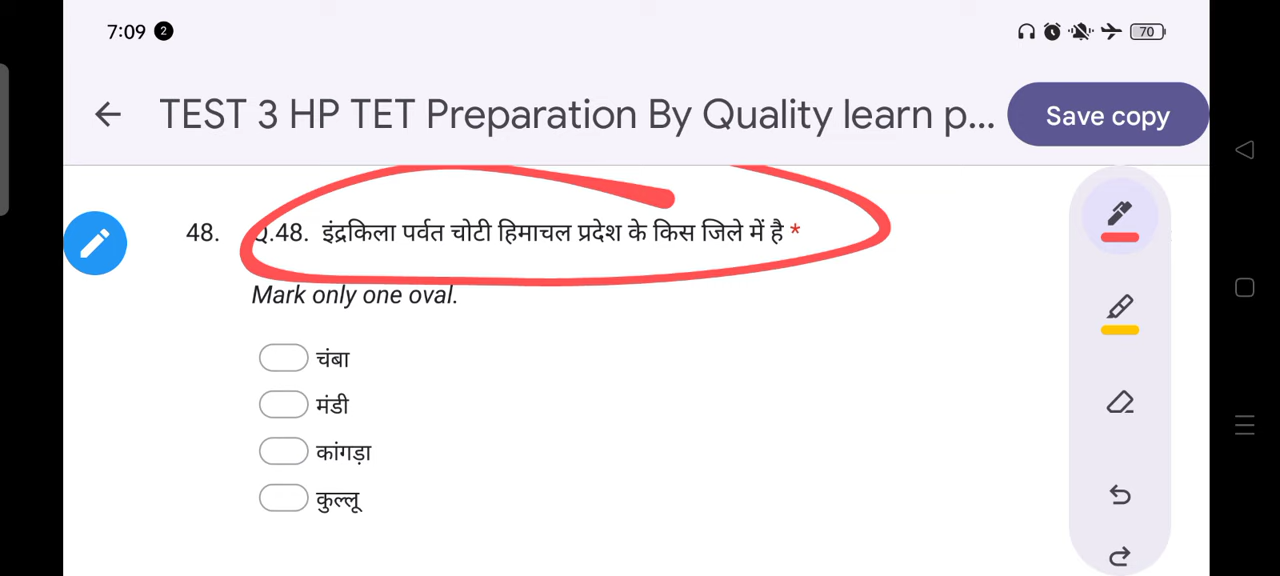 7:09 2
70
TEST 3 HP TET Preparation By Quality learn p...
Save copy
48. Q.48. इंद्रकिला पर्वत चोटी हिमाचल प्रदेश के किस जिले में है *
Mark only one oval.
चंबा
मंडी
कांगड़ा
कुल्लू